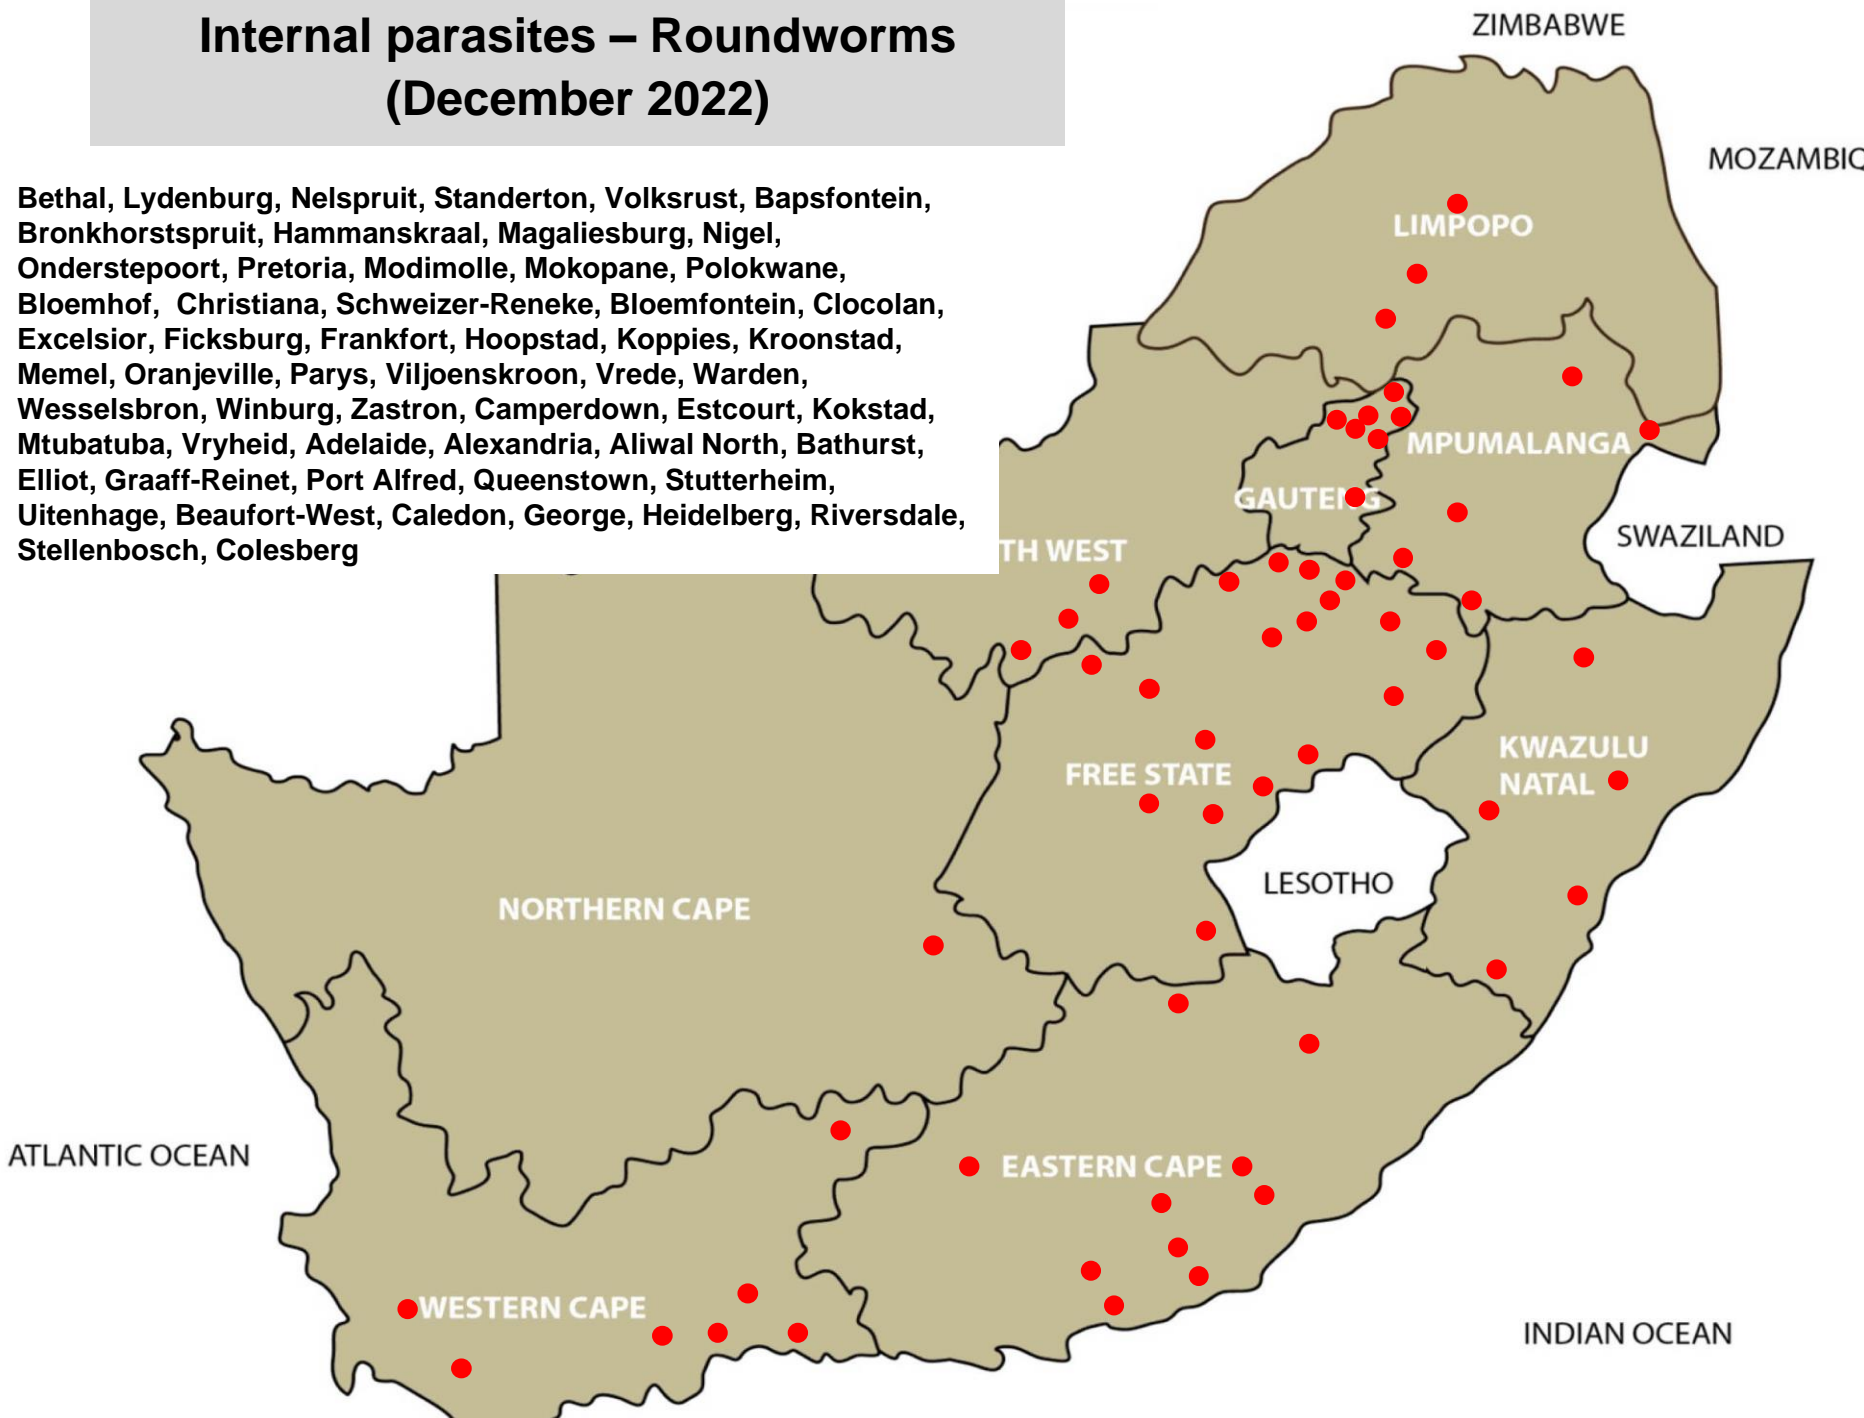 Internal parasites – Roundworms
(December 2022)
Bethal, Lydenburg, Nelspruit, Standerton, Volksrust, Bapsfontein,
Bronkhorstspruit, Hammanskraal, Magaliesburg, Nigel,
Onderstepoort, Pretoria, Modimolle, Mokopane, Polokwane,
Bloemhof, Christiana, Schweizer-Reneke, Bloemfontein, Clocolan,
Excelsior, Ficksburg, Frankfort, Hoopstad, Koppies, Kroonstad,
Memel, Oranjeville, Parys, Viljoenskroon, Vrede, Warden,
Wesselsbron, Winburg, Zastron, Camperdown, Estcourt, Kokstad,
Mtubatuba, Vryheid, Adelaide, Alexandria, Aliwal North, Bathurst,
Elliot, Graaff-Reinet, Port Alfred, Queenstown, Stutterheim,
Uitenhage, Beaufort-West, Caledon, George, Heidelberg, Riversdale,
Stellenbosch, Colesberg
ZIMBABWE
MOZAMBIQ
LIMPOPO
MPUMALANGA
GAUTENG
SWAZILAND
TH WEST
KWAZULU
NATAL
FREE STATE
LESOTHO
NORTHERN CAPE
ATLANTIC OCEAN
EASTERN CAPE
WESTERN CAPE
INDIAN OCEAN